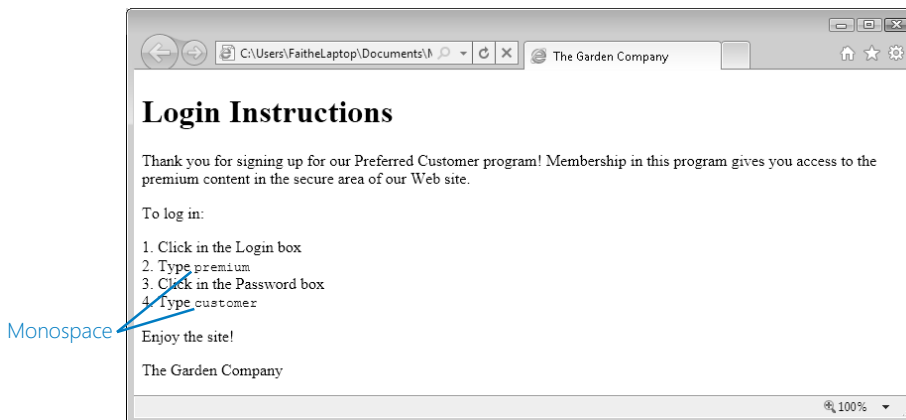 C:\Users\FaitheLaptop\Documents\
The Garden Company
Login Instructions
Thank you for signing up for our Preferred Customer program! Membership in this program gives you access to the
premium content in the secure area of our Web site.
To log in:
1. Click in the Login box
2. Type premium
3. Click in the Password box
4. Type customer
Monospace
Enjoy the site!
The Garden Company
100%